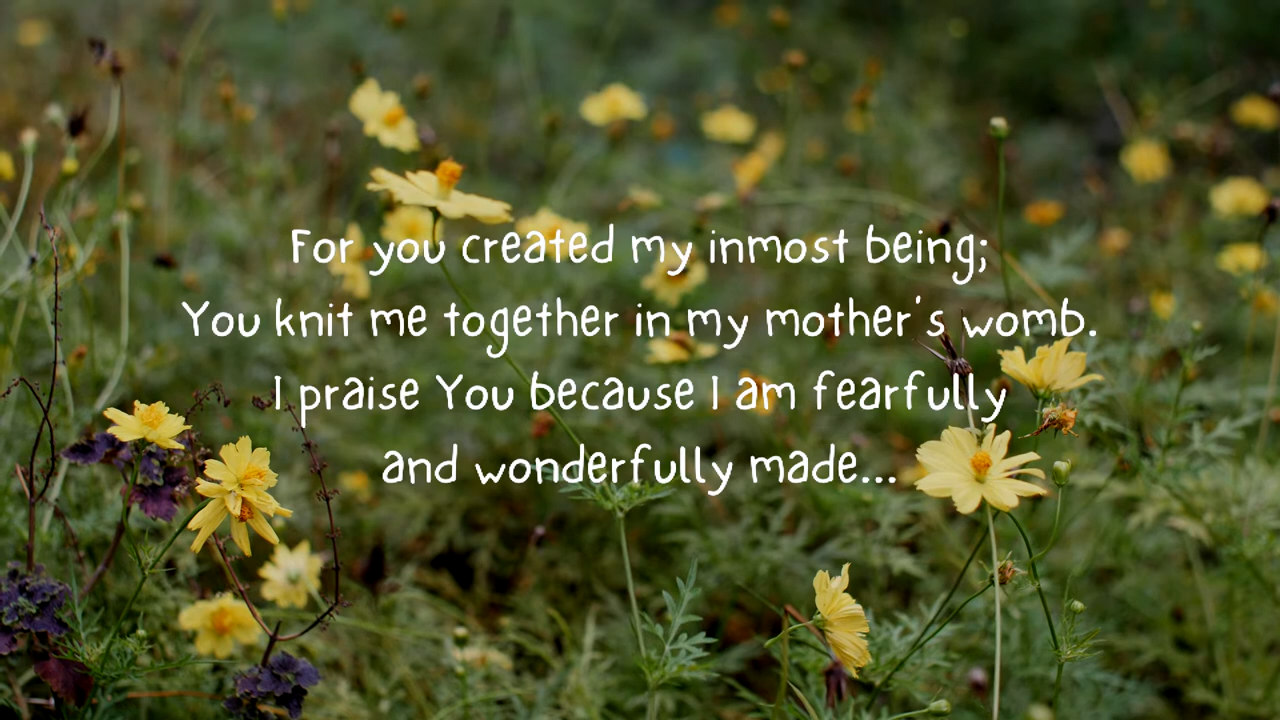 For you created my inmost being;
You knit me together in my mother's womb.
I praise You because I am fearfully
and wonderfully made...